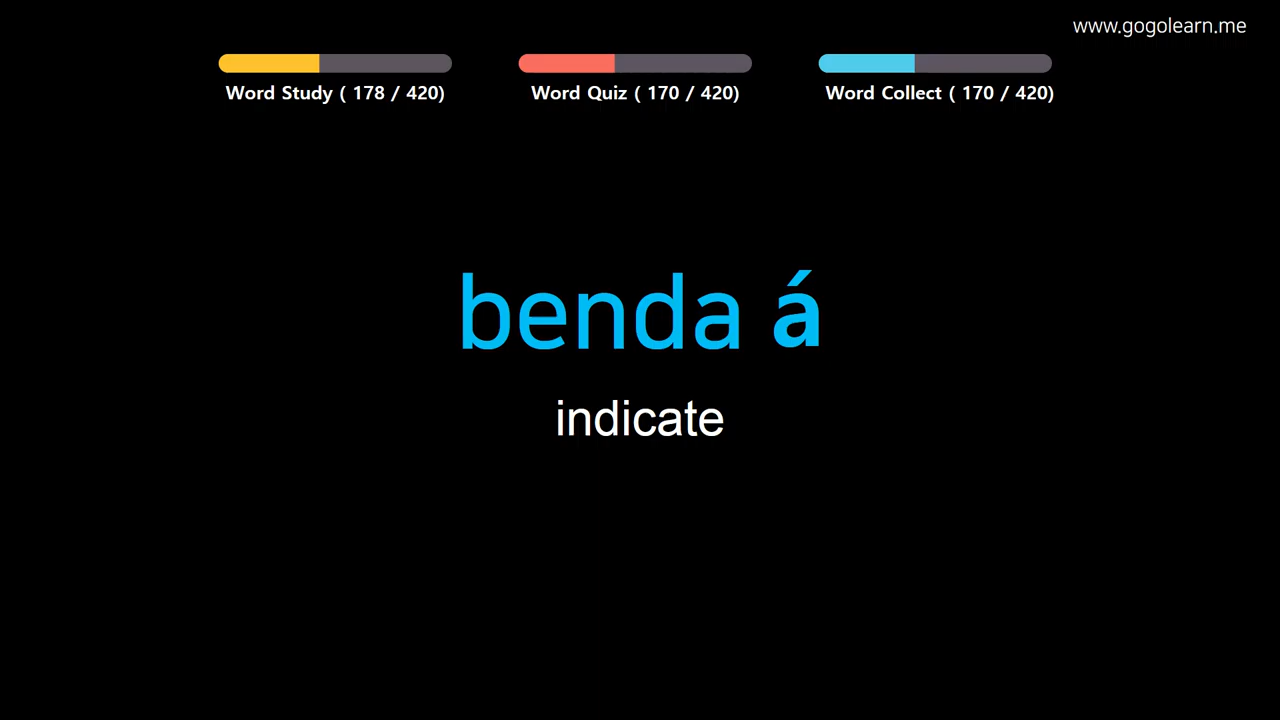 www.gogolearn.me
Word Study ( 178 / 420)
Word Quiz ( 170 / 420)
Word Collect ( 170 / 420)
benda á
indicate